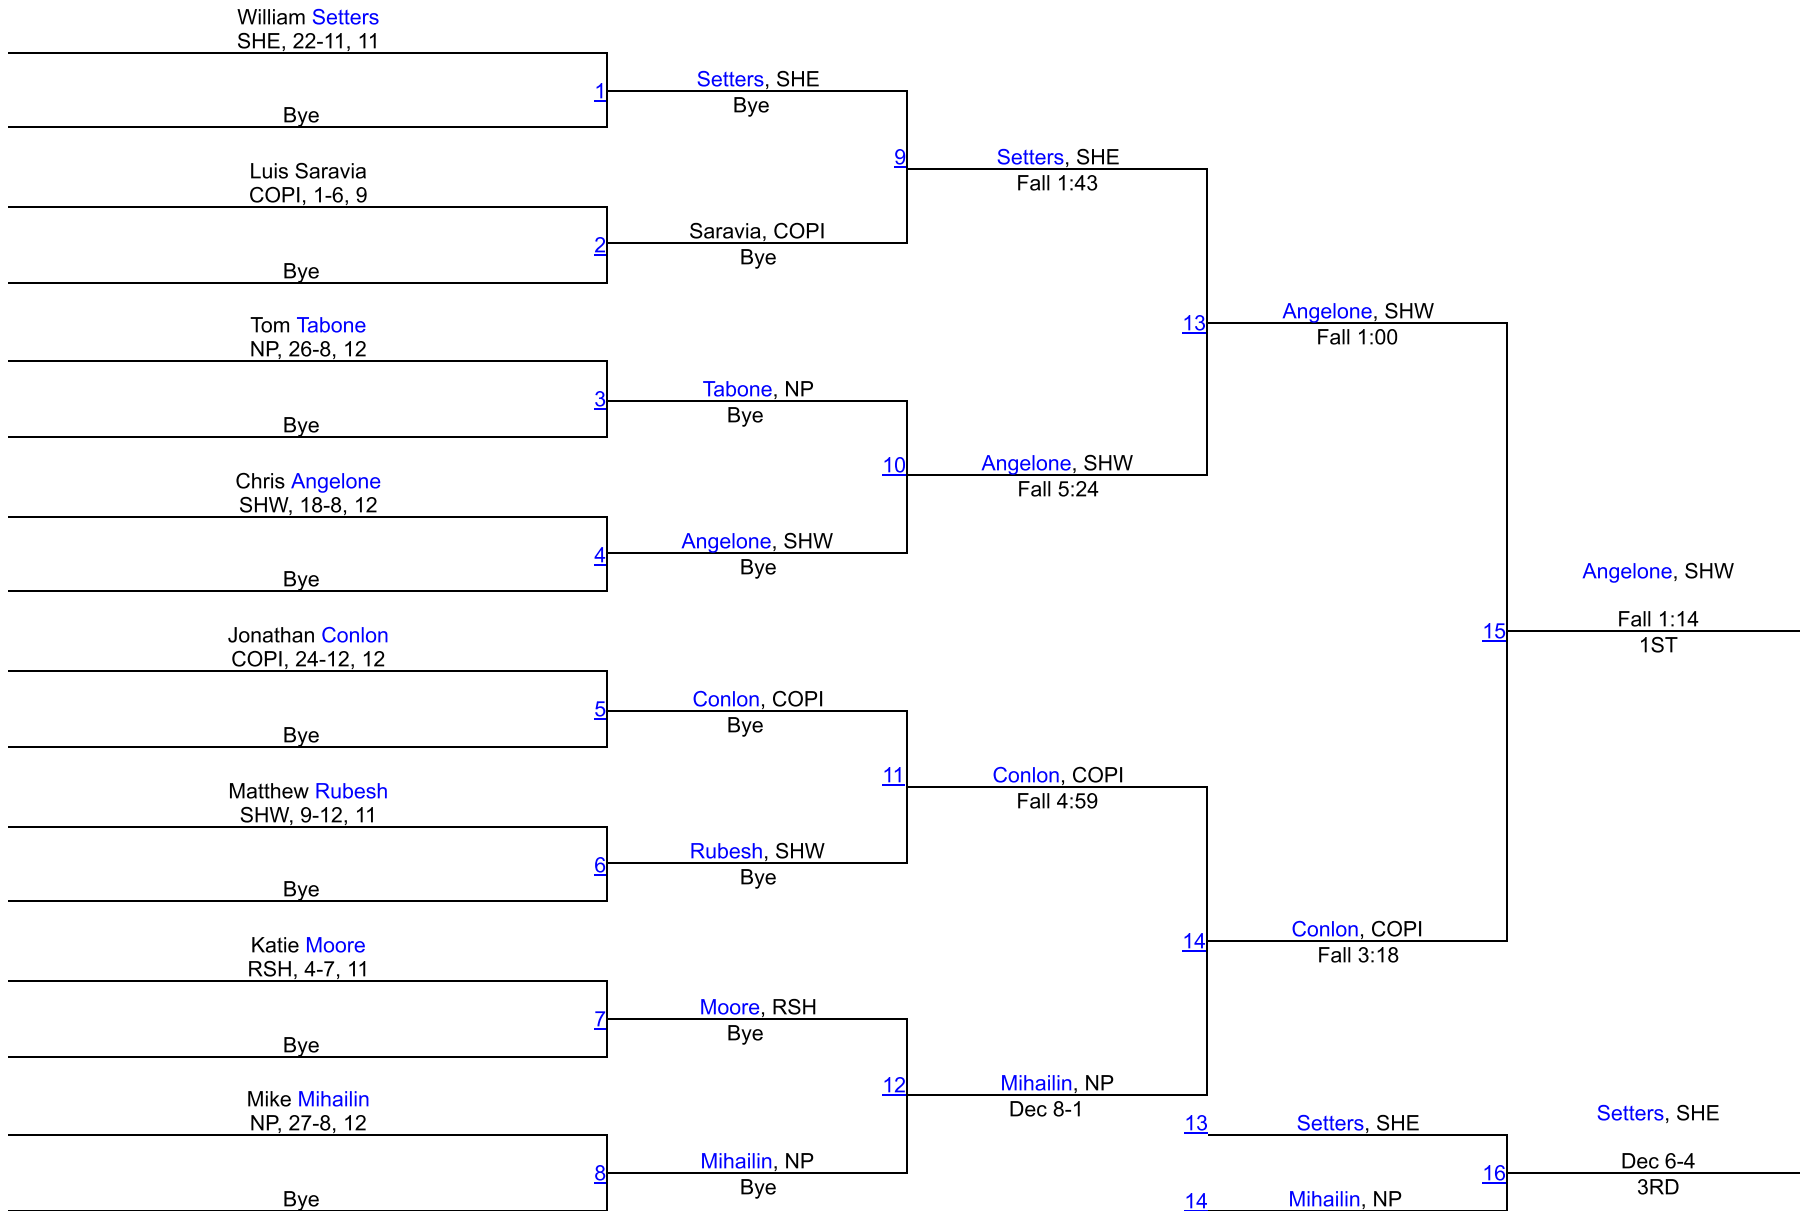 William Setters
SHE, 22-11, 11
Bye
1
Setters, SHE
Bye
Luis Saravia
COPI, 1-6, 9
Bye
2
Saravia, COPI
Bye
9
Setters, SHE
Fall 1:43
Tom Tabone
NP, 26-8, 12
Bye
3
Tabone, NP
Bye
Chris Angelone
SHW, 18-8, 12
Bye
4
Angelone, SHW
Bye
10
Angelone, SHW
Fall 5:24
13
Angelone, SHW
Fall 1:00
Jonathan Conlon
COPI, 24-12, 12
Bye
5
Conlon, COPI
Bye
Matthew Rubesh
SHW, 9-12, 11
Bye
6
Rubesh, SHW
Bye
11
Conlon, COPI
Fall 4:59
Katie Moore
RSH, 4-7, 11
Bye
7
Moore, RSH
Bye
Mike Mihailin
NP, 27-8, 12
Bye
8
Mihailin, NP
Bye
12
Mihailin, NP
Dec 8-1
14
Conlon, COPI
Fall 3:18
15
Angelone, SHW
Fall 1:14
1ST
13
Setters, SHE
14
Mihailin, NP
16
Setters, SHE
Dec 6-4
3RD